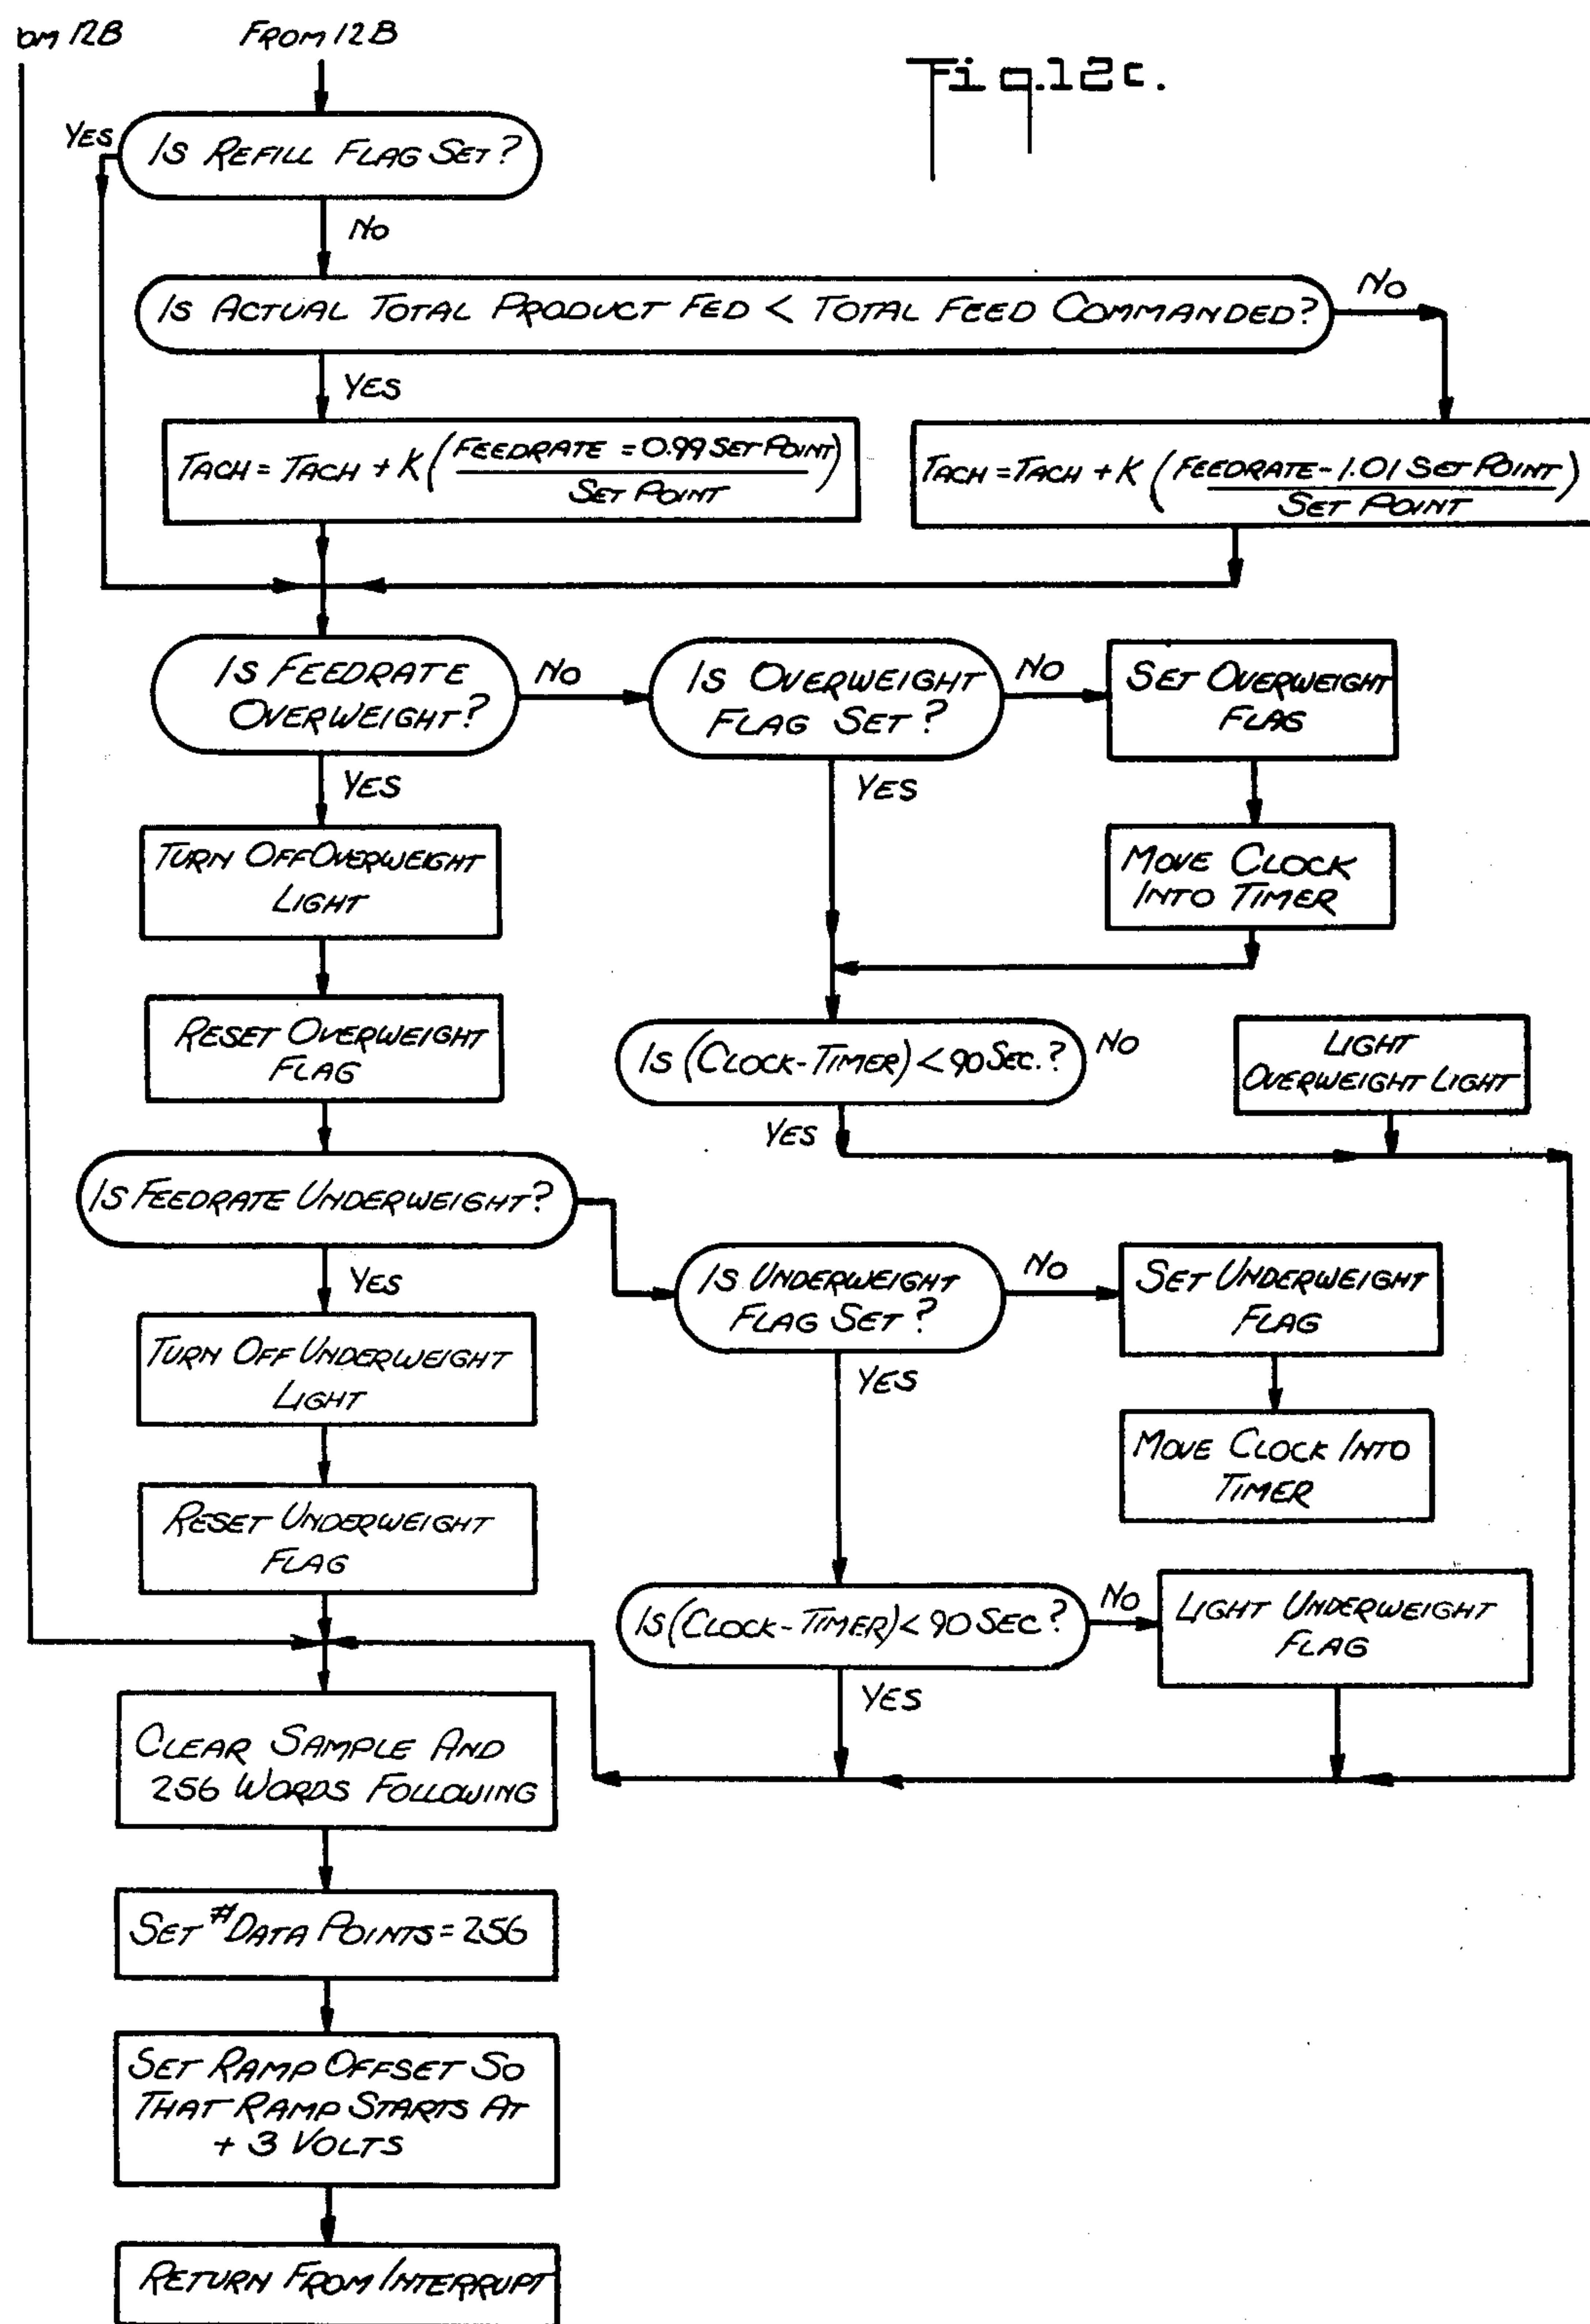 om 12B
FROM 12B
Fig.12c.
YES
IS REFILL FLAG SET?
NO
IS ACTUAL TOTAL PRODUCT FED < TOTAL FEED COMMANDED?
NO
YES
TACH = TACH + K (FEEDRATE = 0.99 SET POINT)
SET POINT
TACH = TACH + K (FEEDRATE - 1.01 SET POINT)
SET POINT
IS FEEDRATE
OVERWEIGHT?
NO
IS OVERWEIGHT
FLAG SET?
NO
SET OVERWEIGHT
FLAG
YES
YES
TURN OFF OVERWEIGHT
LIGHT
MOVE CLOCK
INTO TIMER
RESET OVERWEIGHT
FLAG
IS (CLOCK-TIMER) < 90 SEC.?
NO
LIGHT
OVERWEIGHT LIGHT
YES
IS FEEDRATE UNDERWEIGHT?
YES
IS UNDERWEIGHT
FLAG SET?
NO
SET UNDERWEIGHT
FLAG
YES
TURN OFF UNDERWEIGHT
LIGHT
MOVE CLOCK INTO
TIMER
RESET UNDERWEIGHT
FLAG
IS (CLOCK-TIMER) < 90 SEC?
NO
LIGHT UNDERWEIGHT
FLAG
YES
CLEAR SAMPLE AND
256 WORDS FOLLOWING
SET #DATA POINTS = 256
SET RAMP OFFSET SO
THAT RAMP STARTS AT
+ 3 VOLTS
RETURN FROM INTERRUPT